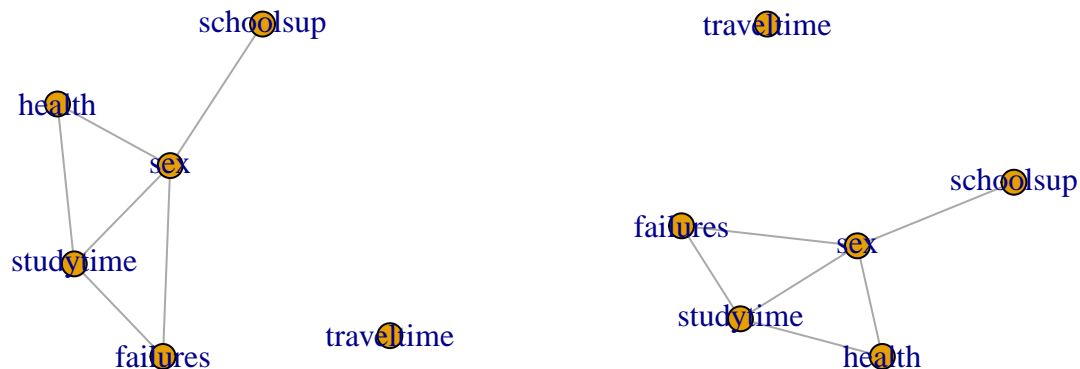 schoolsup
health
sex
studytime
failures
traveltime
traveltime
schoolsup
failures
sex
studytime
health